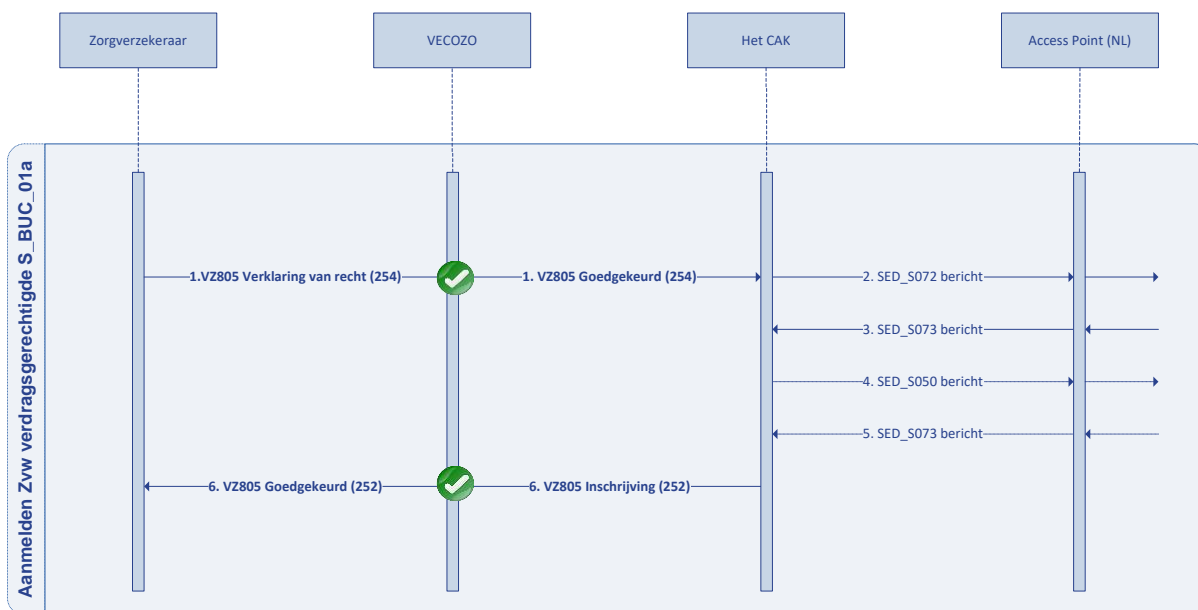 Zorgverzekeraar
VECOZO
Het CAK
Access Point (NL)
Aanmelden Zvw verdragsgerechtigde S_BUC_01a
1.VZ805 Verklaring van recht (254)
1. VZ805 Goedgekeurd (254)
2. SED_S072 bericht
3. SED_S073 bericht
4. SED_S050 bericht
5. SED_S073 bericht
6. VZ805 Goedgekeurd (252)
6. VZ805 Inschrijving (252)